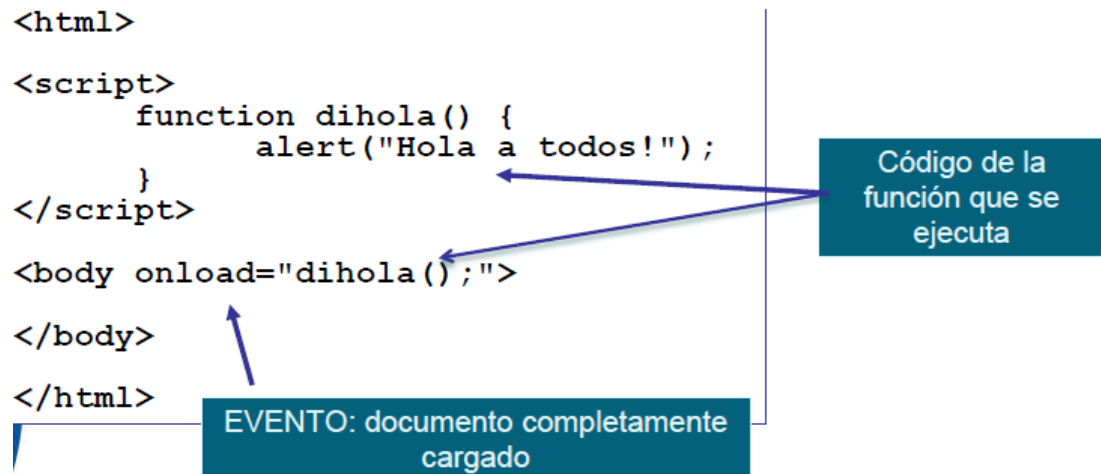 <html>
<script>
function dihola() {
alert("Hola a todos!");
}
</script>
<body onload="dihola();">
</body>
</html>
Código de la
función que se
ejecuta
EVENTO: documento completamente
cargado